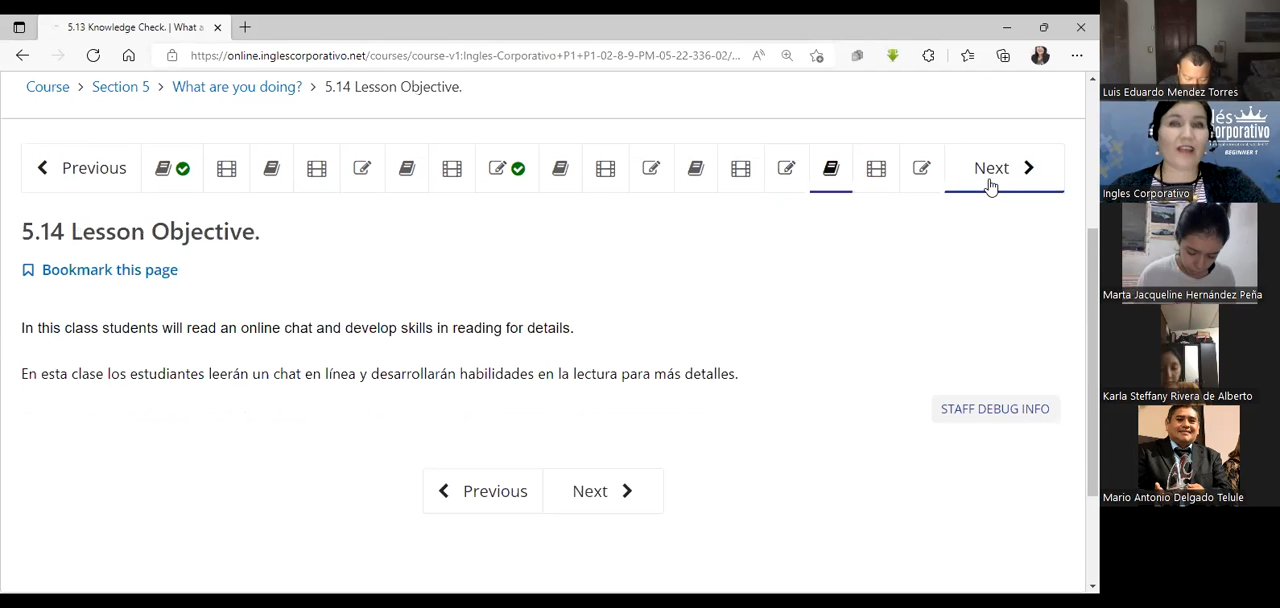 5.13 Knowledge Check. | What a
https://online.inglescorporativo.net/courses/course-v1:Ingles-Corporativo+P1+P1-02-8-9-PM-05-22-336-02/...
Course > Section 5 > What are you doing? > 5.14 Lesson Objective.
Previous
Next
5.14 Lesson Objective.
Bookmark this page
In this class students will read an online chat and develop skills in reading for details.
En esta clase los estudiantes leerán un chat en línea y desarrollarán habilidades en la lectura para más detalles.
STAFF DEBUG INFO
Previous
Next
Luis Eduardo Mendez Torres
lés
orporativo
BEGINNER 1
Ingles Corporativo
Marta Jacqueline Hernández Peña
Karla Steffany Rivera de Alberto
Mario Antonio Delgado Telule